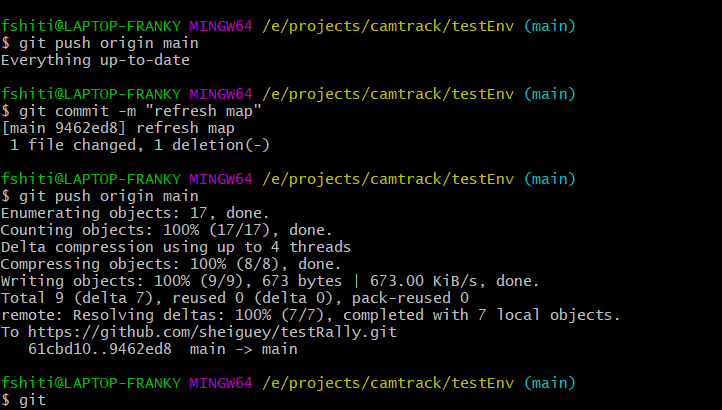 fshiti@LAPTOP-FRANKY MINGW64 /e/projects/camtrack/testEnv (main)
$ git push origin main
Everything up-to-date
fshiti@LAPTOP-FRANKY MINGW64 /e/projects/camtrack/testEnv (main)
$ git commit -m "refresh map"
[main 9462ed8] refresh map
 1 file changed, 1 deletion(-)
fshiti@LAPTOP-FRANKY MINGW64 /e/projects/camtrack/testEnv (main)
$ git push origin main
Enumerating objects: 17, done.
Counting objects: 100% (17/17), done.
Delta compression using up to 4 threads
Compressing objects: 100% (8/8), done.
Writing objects: 100% (9/9), 673 bytes | 673.00 KiB/s, done.
Total 9 (delta 7), reused 0 (delta 0), pack-reused 0
remote: Resolving deltas: 100% (7/7), completed with 7 local objects.
To https://github.com/sheiguey/testRally.git
   61cbd10..9462ed8  main -> main
fshiti@LAPTOP-FRANKY MINGW64 /e/projects/camtrack/testEnv (main)
$ git